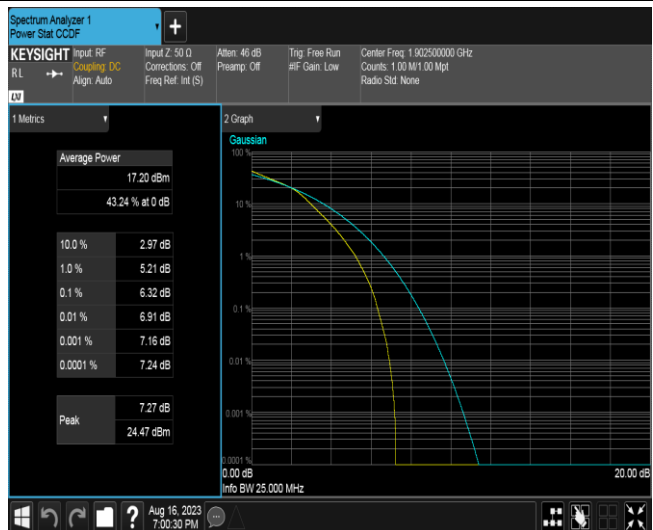 Spectrum Analyzer 1
Power Stat CCDF
+
KEYSIGHT
RL
LXI
Input: RF
Coupling: DC
Align: Auto
Input Z: 50 Ω
Corrections: Off
Freq Ref: Int (S)
Atten: 46 dB
Preamp: Off
Trig: Free Run
#IF Gain: Low
Center Freq: 1.902500000 GHz
Counts: 1.00 M/1.00 Mpt
Radio Std: None
1 Metrics
Average Power
17.20 dBm
43.24 % at 0 dB
10.0 % 2.97 dB
1.0 % 5.21 dB
0.1 % 6.32 dB
0.01 % 6.91 dB
0.001 % 7.16 dB
0.0001 % 7.24 dB
Peak
7.27 dB
24.47 dBm
2 Graph
Gaussian
100 %
10 %
1 %
0.1 %
0.01 %
0.001 %
0.0001 %
0.00 dB 20.00 dB
Info BW 25.000 MHz
?
Aug 16, 2023
7:00:30 PM